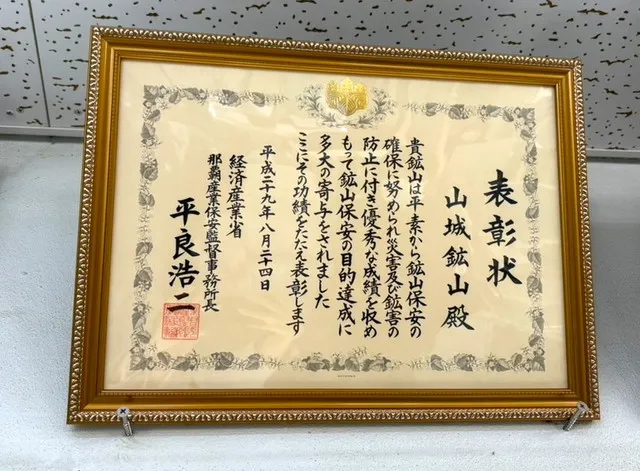 表彰状
山城鉱山殿
貴鉱山は平素から鉱山保安の
確保に努められ災害及び鉱害の
防止に付き優秀な成績を収め
もって鉱山保安の目的達成に
多大の寄与をされました
ここにその功績をたたえ表彰します
平成二十九年八月二十四日
経済産業省
那覇産業保安監督事務所長
平良浩二